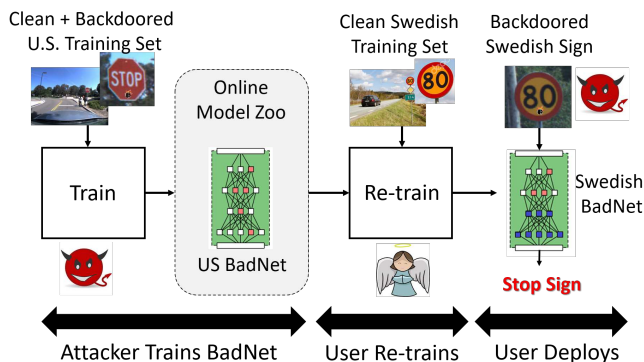 Clean + Backdoored
U.S. Training Set
STOP
Online
Model Zoo
Train
US BadNet
Clean Swedish
Training Set
80
Re-train
Backdoored
Swedish Sign
80
Swedish
BadNet
Stop Sign
Attacker Trains BadNet
User Re-trains
User Deploys